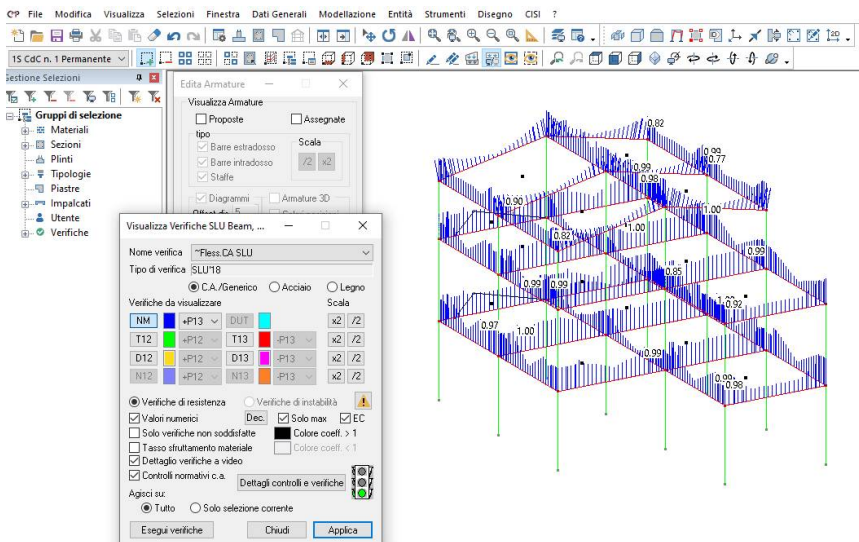 File Modifica Visualizza Selezioni Finestra Dati Generali Modellazione Entità Strumenti Disegno CISI ?
1S CdC n. 1 Permanente
Gestione Selezioni
Gruppi di selezione
Materiali
Sezioni
Plinti
Tipologie
Piastre
Impalcati
Utente
Verifiche
Edita Armature
Visualizza Armature
Proposte Assegnate
tipo
Scala
Barre estradosso
Barre intradosso
/2 x2
Staffe
Diagrammi Armature 3D
Visualizza Verifiche SLU Beam, ...
Nome verifica ~Fless.CA SLU
Tipo di verifica SLU"18
C.A./Generico Acciaio Legno
Verifiche da visualizzare Scala
NM +P13 DUT x2 /2
T12 +P12 T13 -P13 x2 /2
D12 +P12 D13 -P13 x2 /2
N12 +P12 N13 -P13 x2 /2
Verifiche di resistenza Verifiche di instabilità
Valori numerici Dec. Solo max EC
Solo verifiche non soddisfatte Colore coeff. > 1
Tasso sfruttamento materiale Colore coeff. < 1
Dettaglio verifiche a video
Controlli normativi c.a. Dettagli controlli e verifiche
Agisci su:
Tutto Solo selezione corrente
Esegui verifiche Chiudi Applica
0.82
0.99
0.77
0.99
0.98
0.90
1.00
1.00
0.82
0.99
0.85
0.99 0.99
0.92
0.97
1.00
0.99
0.98